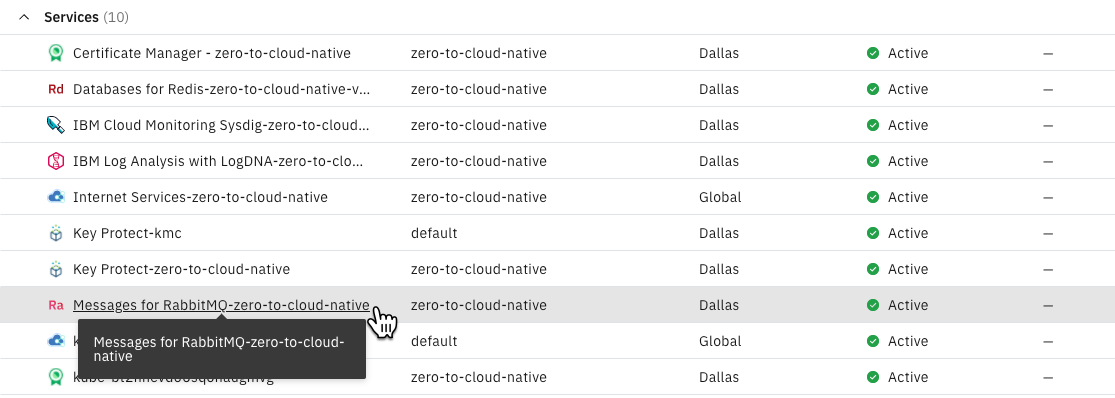 Services (10)
Certificate Manager - zero-to-cloud-native zero-to-cloud-native Dallas Active —
Rd Databases for Redis-zero-to-cloud-native-v... zero-to-cloud-native Dallas Active —
IBM Cloud Monitoring Sysdig-zero-to-cloud... zero-to-cloud-native Dallas Active —
IBM Log Analysis with LogDNA-zero-to-clo... zero-to-cloud-native Dallas Active —
Internet Services-zero-to-cloud-native zero-to-cloud-native Global Active —
Key Protect-kmc default Dallas Active —
Key Protect-zero-to-cloud-native zero-to-cloud-native Dallas Active —
Ra Messages for RabbitMQ-zero-to-cloud-native zero-to-cloud-native Dallas Active —
default Global Active —
Messages for RabbitMQ-zero-to-cloud-
native
zero-to-cloud-native Dallas Active —